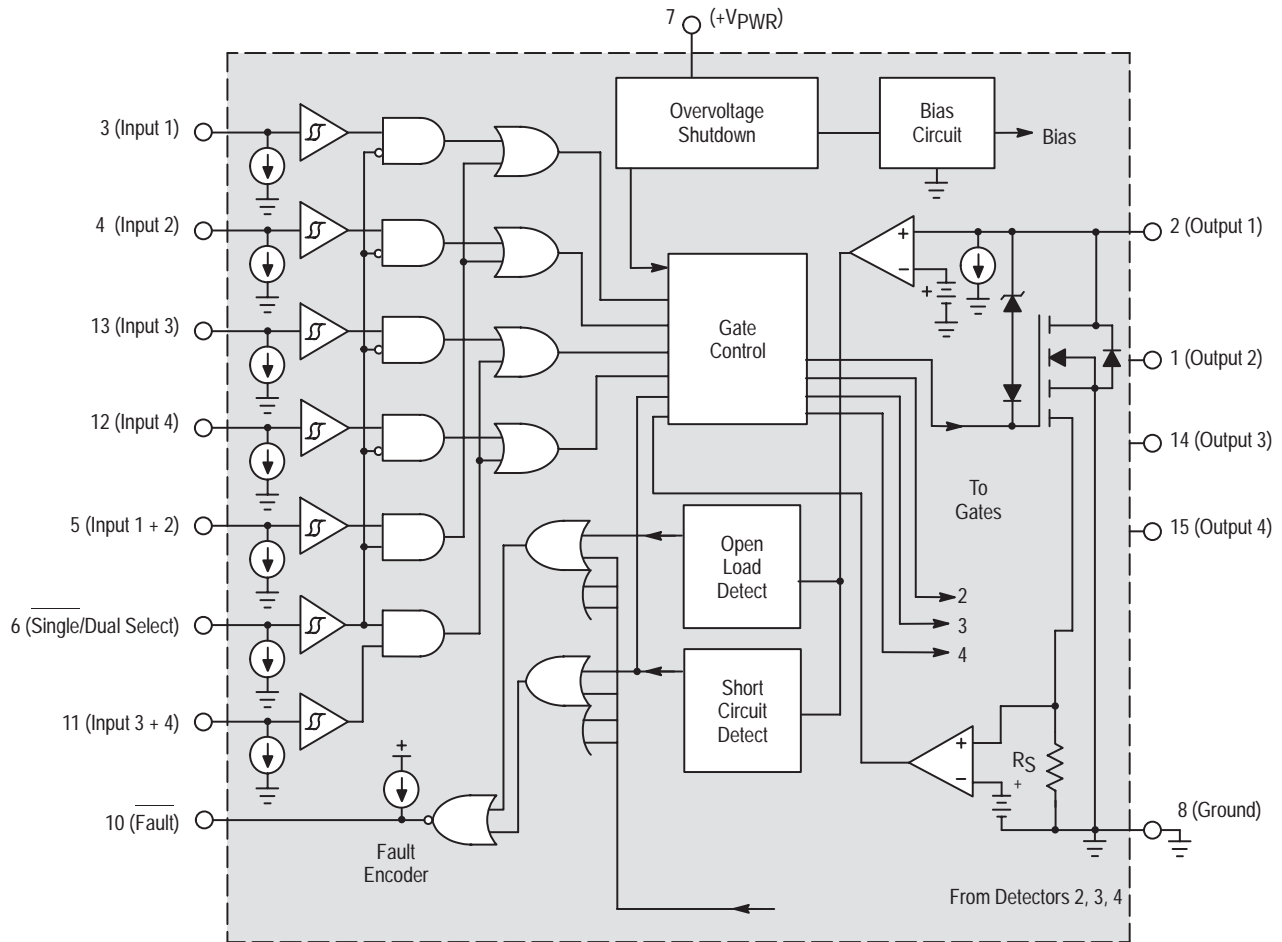 7 (+VPWR)
Overvoltage
Shutdown
Bias
Circuit
Bias
3 (Input 1)
4 (Input 2)
13 (Input 3)
12 (Input 4)
5 (Input 1 + 2)
6 (Single/Dual Select)
11 (Input 3 + 4)
10 (Fault)
+
Fault
Encoder
Gate
Control
Open
Load
Detect
Short
Circuit
Detect
+
–
+
2 (Output 1)
1 (Output 2)
14 (Output 3)
15 (Output 4)
To
Gates
2
3
4
+
–
+
RS
8 (Ground)
From Detectors 2, 3, 4